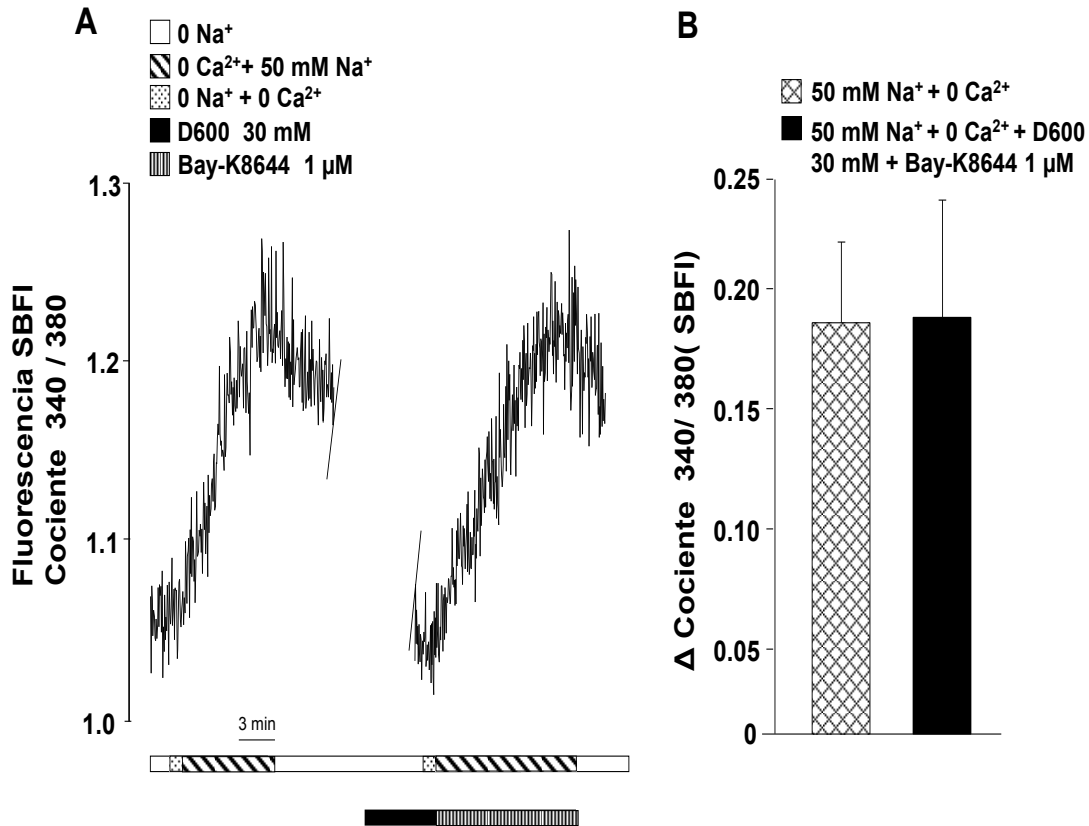 A
0 Na⁺
0 Ca²⁺+ 50 mM Na⁺
0 Na⁺ + 0 Ca²⁺
D600 30 mM
Bay-K8644 1 µM
Fluorescencia SBFI
Cociente 340 / 380
1.3
1.2
1.1
1.0
3 min
B
50 mM Na⁺ + 0 Ca²⁺
50 mM Na⁺ + 0 Ca²⁺ + D600
30 mM + Bay-K8644 1 µM
Δ Cociente 340/ 380( SBFI)
0.25
0.20
0.15
0.10
0.05
0